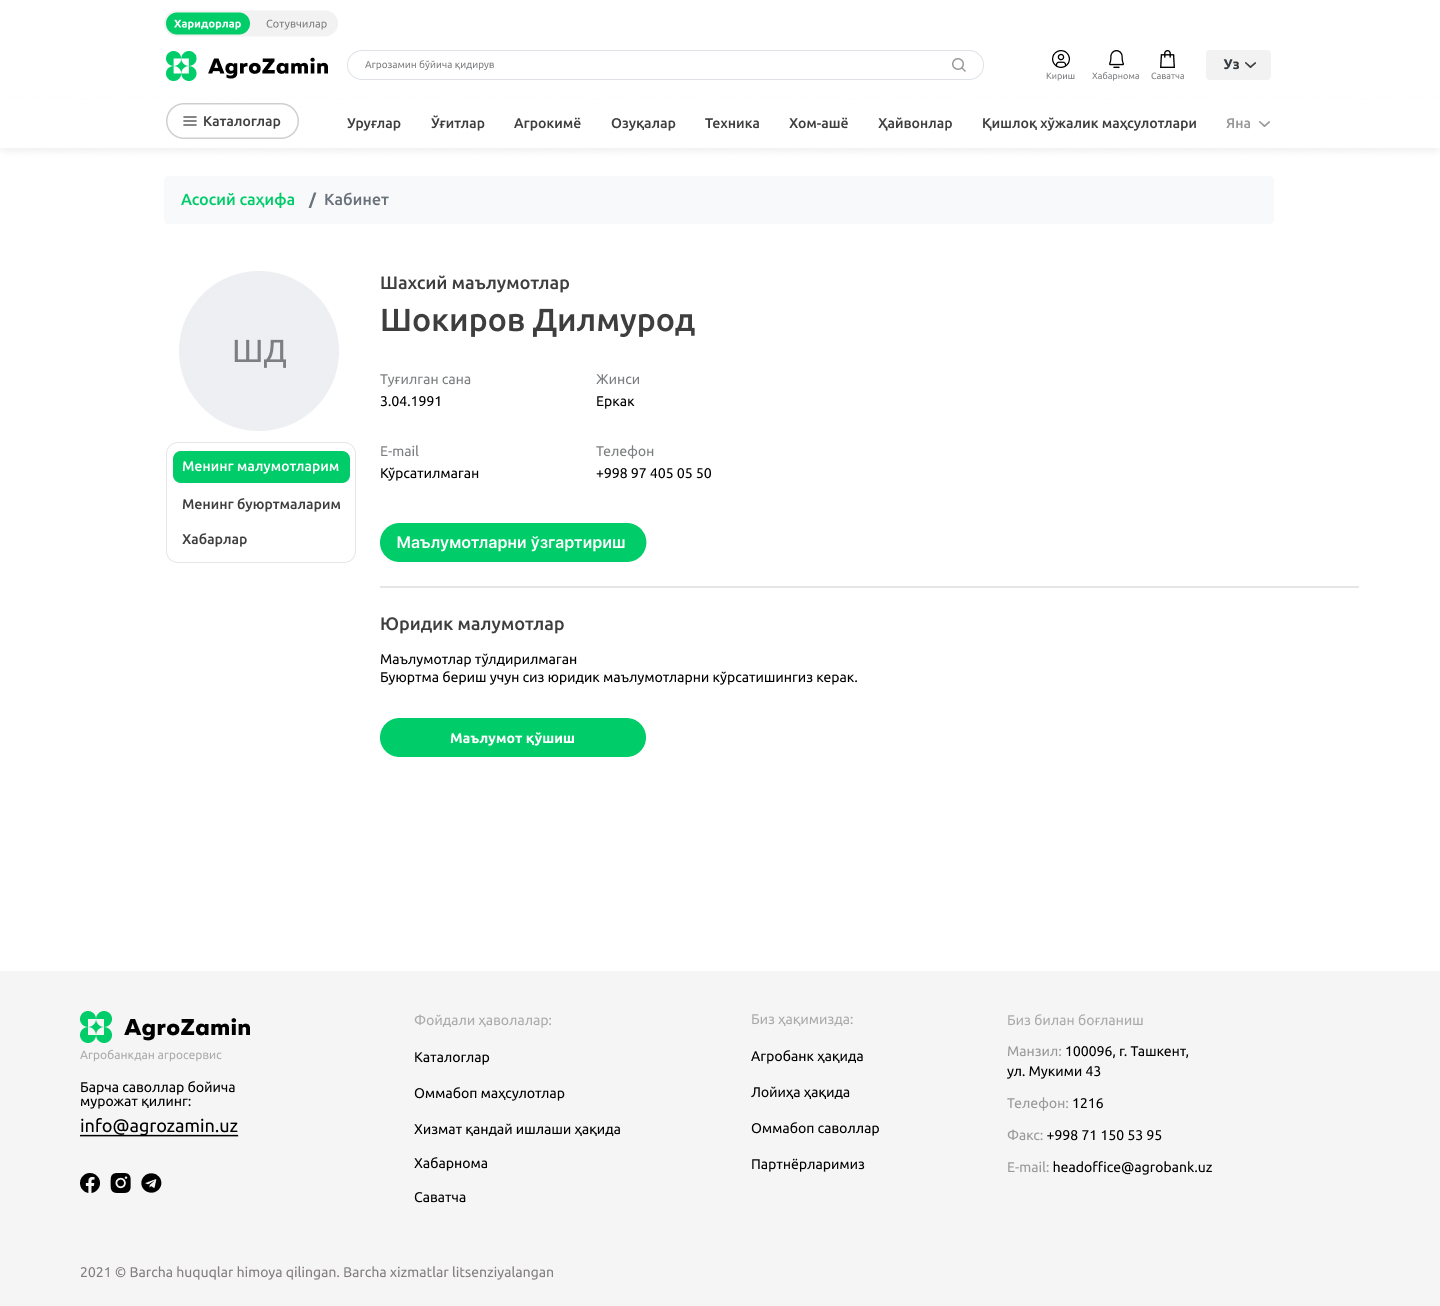 Харидорлар Сотувчилар
AgroZamin
Агрозамин бўйича қидирув
Кириш Хабарнома Саватча
Уз
Каталоглар
Уруғлар Ўғитлар Агрокимё Озуқалар Техника Хом-ашё Ҳайвонлар Қишлоқ хўжалик маҳсулотлари Яна
Асосий саҳифа / Кабинет
ШД
Менинг малумотларим
Менинг буюртмаларим
Хабарлар
Шахсий маълумотлар
Шокиров Дилмурод
Туғилган сана Жинси
3.04.1991 Еркак
E-mail Телефон
Кўрсатилмаган +998 97 405 05 50
Маълумотларни ўзгартириш
Юридик малумотлар
Маълумотлар тўлдирилмаган
Буюртма бериш учун сиз юридик маълумотларни кўрсатишингиз керак.
Маълумот қўшиш
AgroZamin
Агробанкдан агросервис
Барча саволлар бойича
мурожат қилинг:
info@agrozamin.uz
Фойдали ҳаволалар:
Каталоглар
Оммабоп маҳсулотлар
Хизмат қандай ишлаши ҳақида
Хабарнома
Саватча
Биз ҳақимизда:
Агробанк ҳақида
Лойиҳа ҳақида
Оммабоп саволлар
Партнёрларимиз
Биз билан боғланиш
Манзил: 100096, г. Ташкент,
ул. Мукими 43
Телефон: 1216
Факс: +998 71 150 53 95
E-mail: headoffice@agrobank.uz
2021 © Barcha huquqlar himoya qilingan. Barcha xizmatlar litsenziyalangan